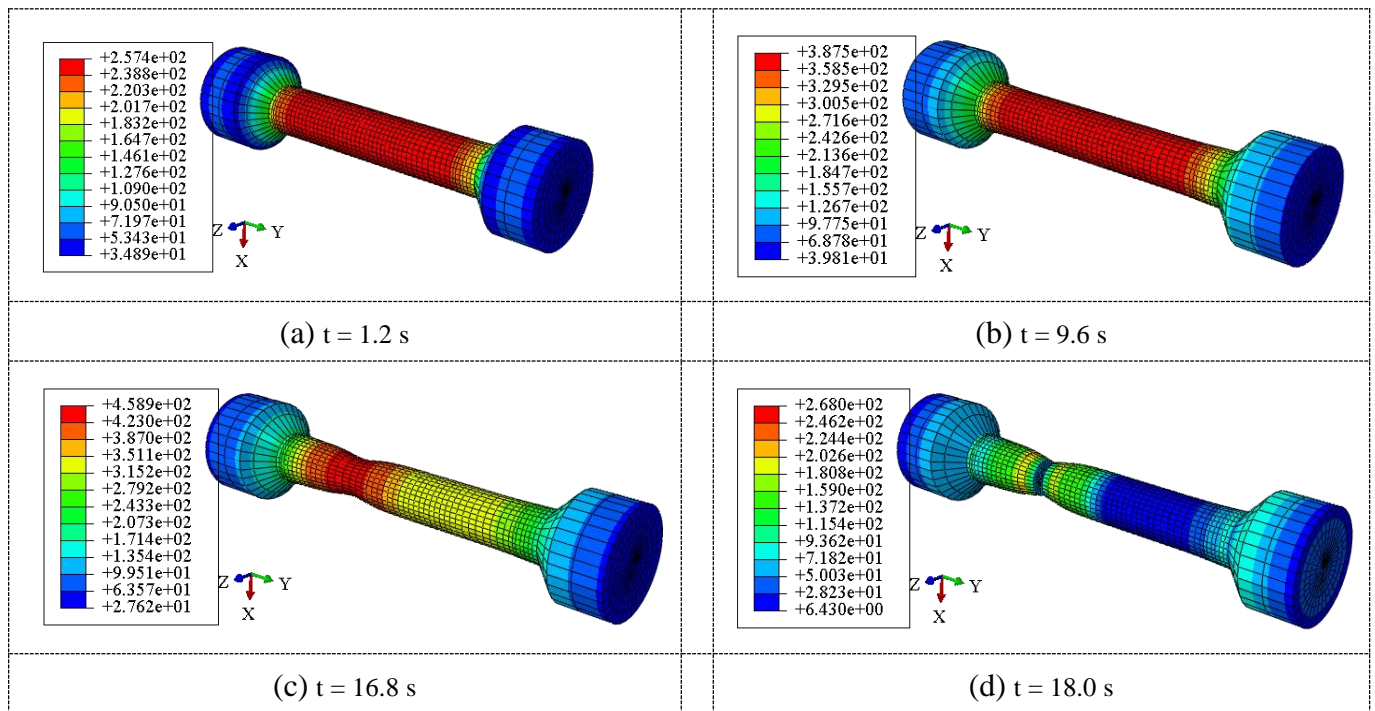 +2.574e+02
+2.388e+02
+2.203e+02
+2.017e+02
+1.832e+02
+1.647e+02
+1.461e+02
+1.276e+02
+1.090e+02
+9.050e+01
+7.197e+01
+5.343e+01
+3.489e+01
Z Y
X
+3.875e+02
+3.585e+02
+3.295e+02
+3.005e+02
+2.716e+02
+2.426e+02
+2.136e+02
+1.847e+02
+1.557e+02
+1.267e+02
+9.775e+01
+6.878e+01
+3.981e+01
Z Y
X
(a) t = 1.2 s
(b) t = 9.6 s
+4.589e+02
+4.230e+02
+3.870e+02
+3.511e+02
+3.152e+02
+2.792e+02
+2.433e+02
+2.073e+02
+1.714e+02
+1.354e+02
+9.951e+01
+6.357e+01
+2.762e+01
Z Y
X
+2.680e+02
+2.462e+02
+2.244e+02
+2.026e+02
+1.808e+02
+1.590e+02
+1.372e+02
+1.154e+02
+9.362e+01
+7.182e+01
+5.003e+01
+2.823e+01
+6.430e+00
Z Y
X
(c) t = 16.8 s
(d) t = 18.0 s